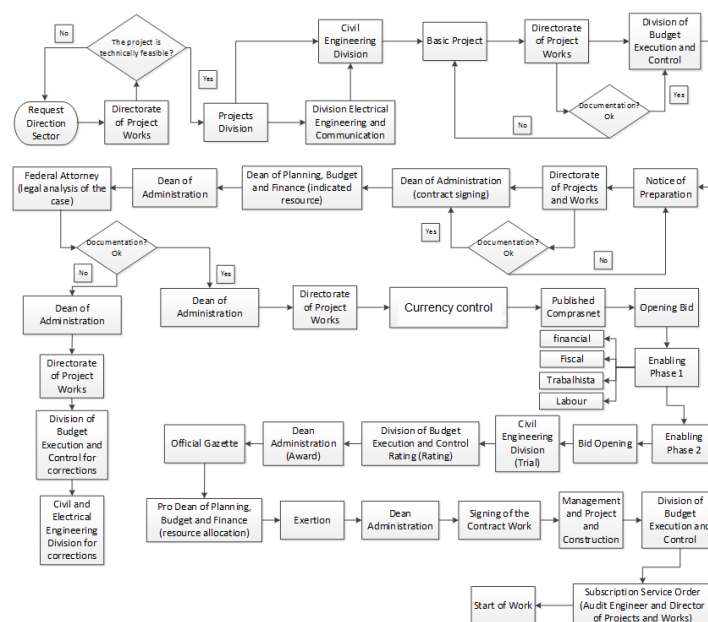 No
The project is
technically feasible?
Yes
Request
Direction
Sector
Directorate
of Project
Works
Projects
Division
Civil
Engineering
Division
Division Electrical
Engineering and
Communication
Basic Project
Directorate
of Project
Works
Division of
Budget
Execution and
Control
Documentation?
Ok
Yes
No
Federal Attorney
(legal analysis of the
case)
Dean of
Administration
Dean of Planning, Budget
and Finance (indicated
resource)
Dean of Administration
(contract signing)
Directorate
of Projects
and Works
Notice of
Preparation
Yes
Documentation?
Ok
No
Documentation?
Ok
No
Yes
Dean of
Administration
Dean of
Administration
Directorate
of Project
Works
Currency control
Published
Comprasnet
Opening Bid
Directorate
of Project
Works
financial
Fiscal
Trabalhista
Labour
Enabling
Phase 1
Division of
Budget
Execution and
Control for
corrections
Official Gazette
Dean
Administration
(Award)
Division of Budget
Execution and Control
Rating (Rating)
Civil
Engineering
Division
(Trial)
Bid Opening
Enabling
Phase 2
Civil and
Electrical
Engineering
Division for
corrections
Pro Dean of Planning,
Budget and Finance
(resource allocation)
Exertion
Dean
Administration
Signing of the
Contract Work
Management
and Project
and
Construction
Division of
Budget
Execution and
Control
Start of Work
Subscription Service Order
(Audit Engineer and Director
of Projects and Works)